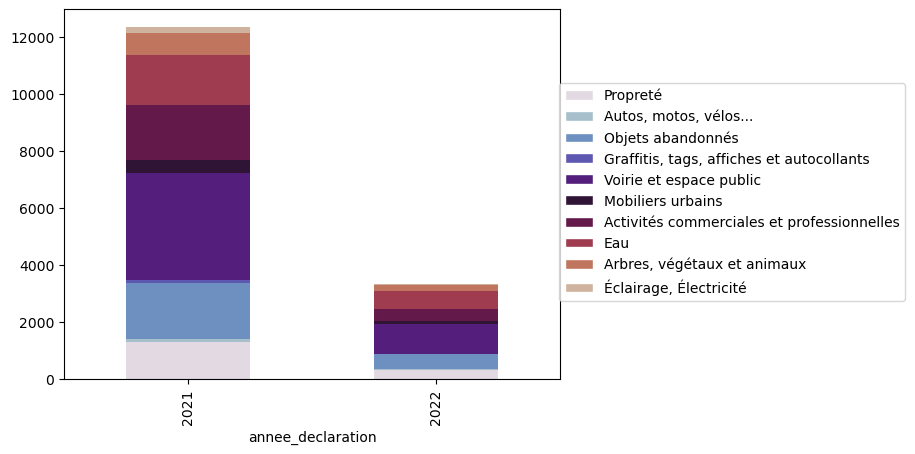 12000
10000
8000
6000
4000
2000
0
2021
2022
annee_declaration
Propreté
Autos, motos, vélos...
Objets abandonnés
Graffitis, tags, affiches et autocollants
Voirie et espace public
Mobiliers urbains
Activités commerciales et professionnelles
Eau
Arbres, végétaux et animaux
Éclairage, Électricité